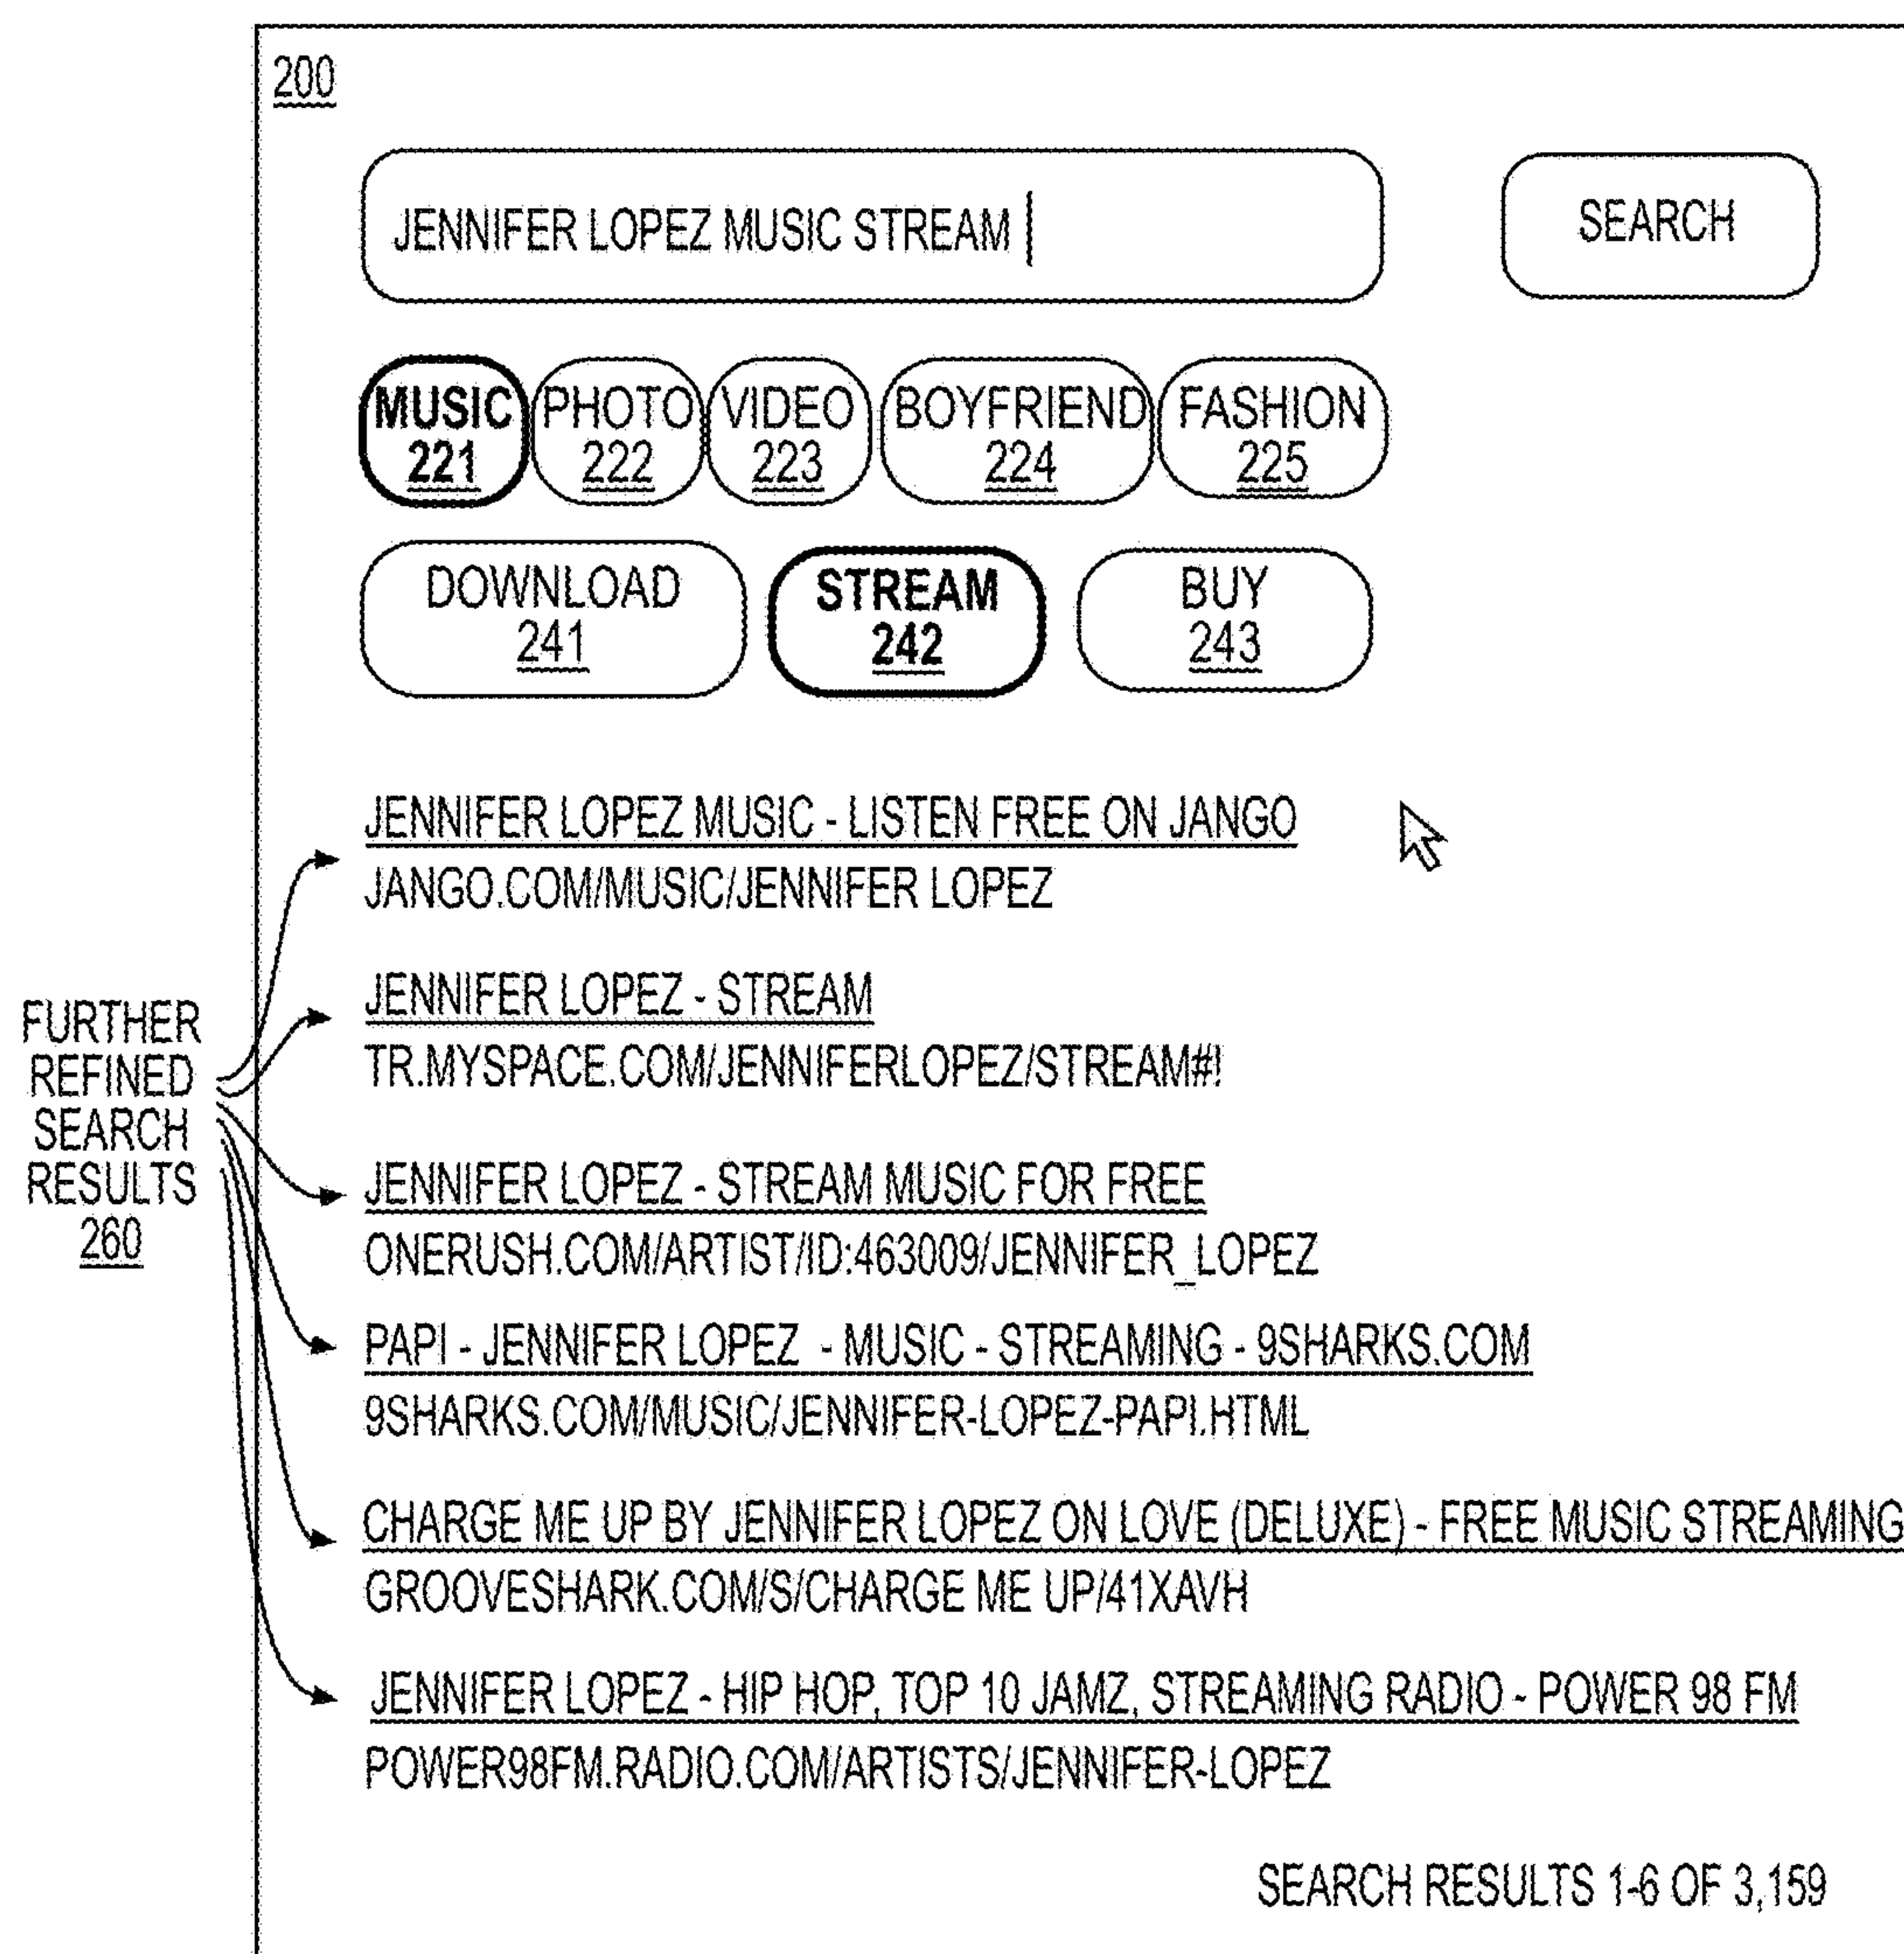 200
JENNIFER LOPEZ MUSIC STREAM
SEARCH
MUSIC
221
PHOTO
222
VIDEO
223
BOYFRIEND
224
FASHION
225
DOWNLOAD
241
STREAM
242
BUY
243
FURTHER
REFINED
SEARCH
RESULTS
260
JENNIFER LOPEZ MUSIC - LISTEN FREE ON JANGO
JANGO.COM/MUSIC/JENNIFER LOPEZ
JENNIFER LOPEZ - STREAM
TR.MYSPACE.COM/JENNIFERLOPEZ/STREAM#!
JENNIFER LOPEZ - STREAM MUSIC FOR FREE
ONERUSH.COM/ARTIST/ID:463009/JENNIFER_LOPEZ
PAPI - JENNIFER LOPEZ - MUSIC - STREAMING - 9SHARKS.COM
9SHARKS.COM/MUSIC/JENNIFER-LOPEZ-PAPI.HTML
CHARGE ME UP BY JENNIFER LOPEZ ON LOVE (DELUXE) - FREE MUSIC STREAMING
GROOVESHARK.COM/S/CHARGE ME UP/41XAVH
JENNIFER LOPEZ - HIP HOP, TOP 10 JAMZ, STREAMING RADIO - POWER 98 FM
POWER98FM.RADIO.COM/ARTISTS/JENNIFER-LOPEZ
SEARCH RESULTS 1-6 OF 3,159